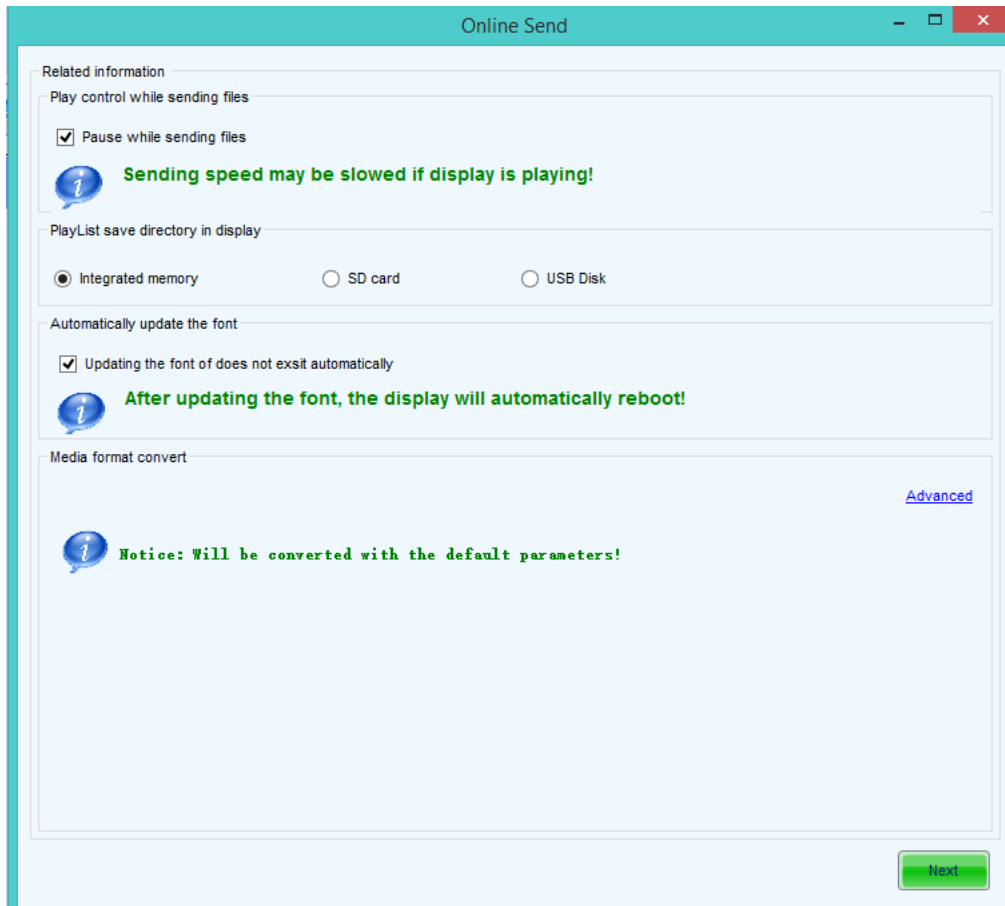 Online Send
Related information
Play control while sending files
Pause while sending files
Sending speed may be slowed if display is playing!
PlayList save directory in display
Integrated memory SD card USB Disk
Automatically update the font
Updating the font of does not exsit automatically
After updating the font, the display will automatically reboot!
Media format convert
Advanced
Notice: Will be converted with the default parameters!
Next